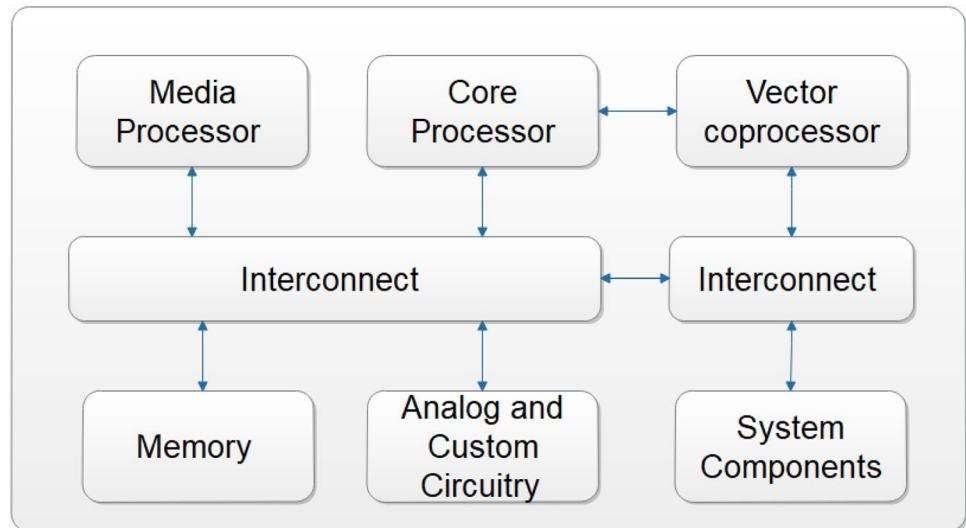 Media
Processor
Core
Processor
Vector
coprocessor
Interconnect
Interconnect
Memory
Analog and
Custom
Circuitry
System
Components